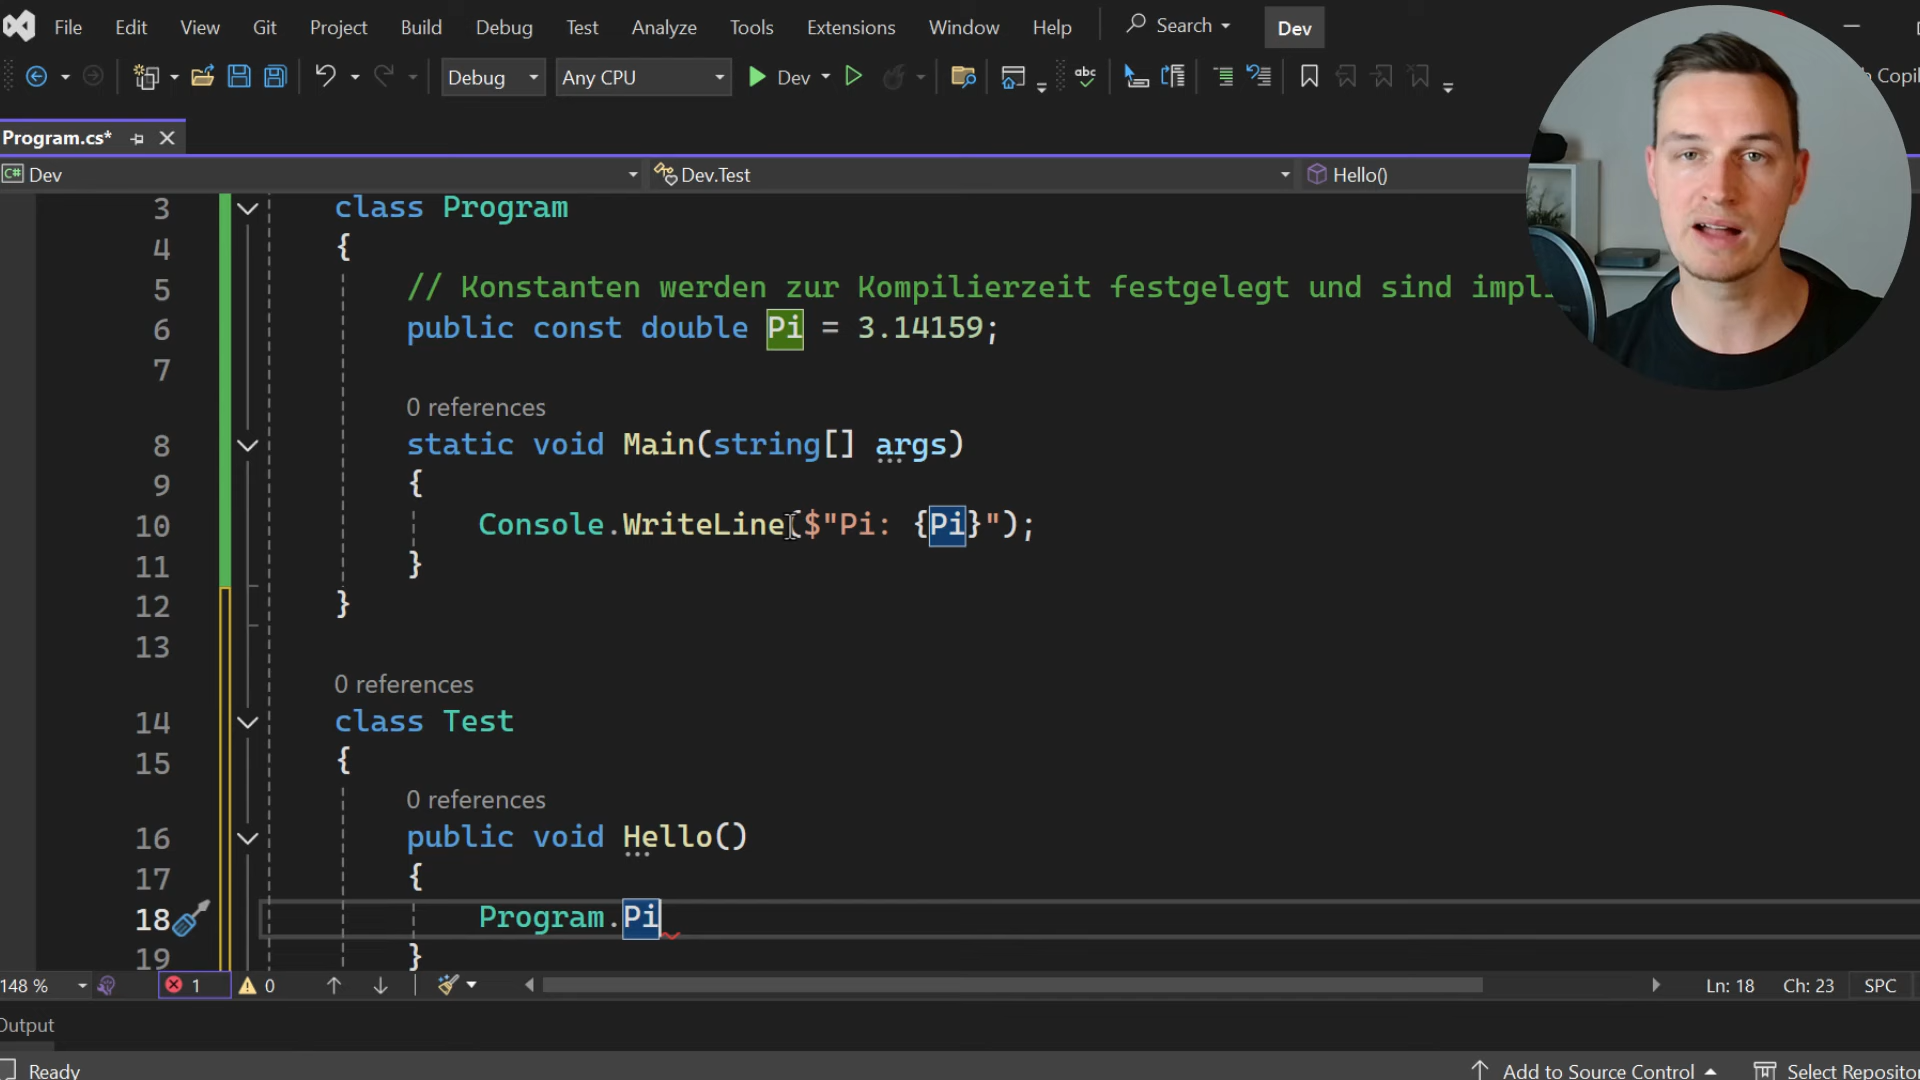 File Edit View Git Project Build Debug Test Analyze Tools Extensions Window Help Search Dev
Debug Any CPU Dev abc Copil
Program.cs*
C# Dev Dev.Test Hello()
3 class Program
4 {
5 // Konstanten werden zur Kompilierzeit festgelegt und sind impli
6 public const double Pi = 3.14159;
7
0 references
8 static void Main(string[] args)
9 {
10 Console.WriteLine($"Pi: {Pi}");
11 }
12 }
13
0 references
14 class Test
15 {
0 references
16 public void Hello()
17 {
18 Program.Pi
19 }
148 % 1 0 Ln: 18 Ch: 23 SPC
Output
Ready Add to Source Control Select Reposito